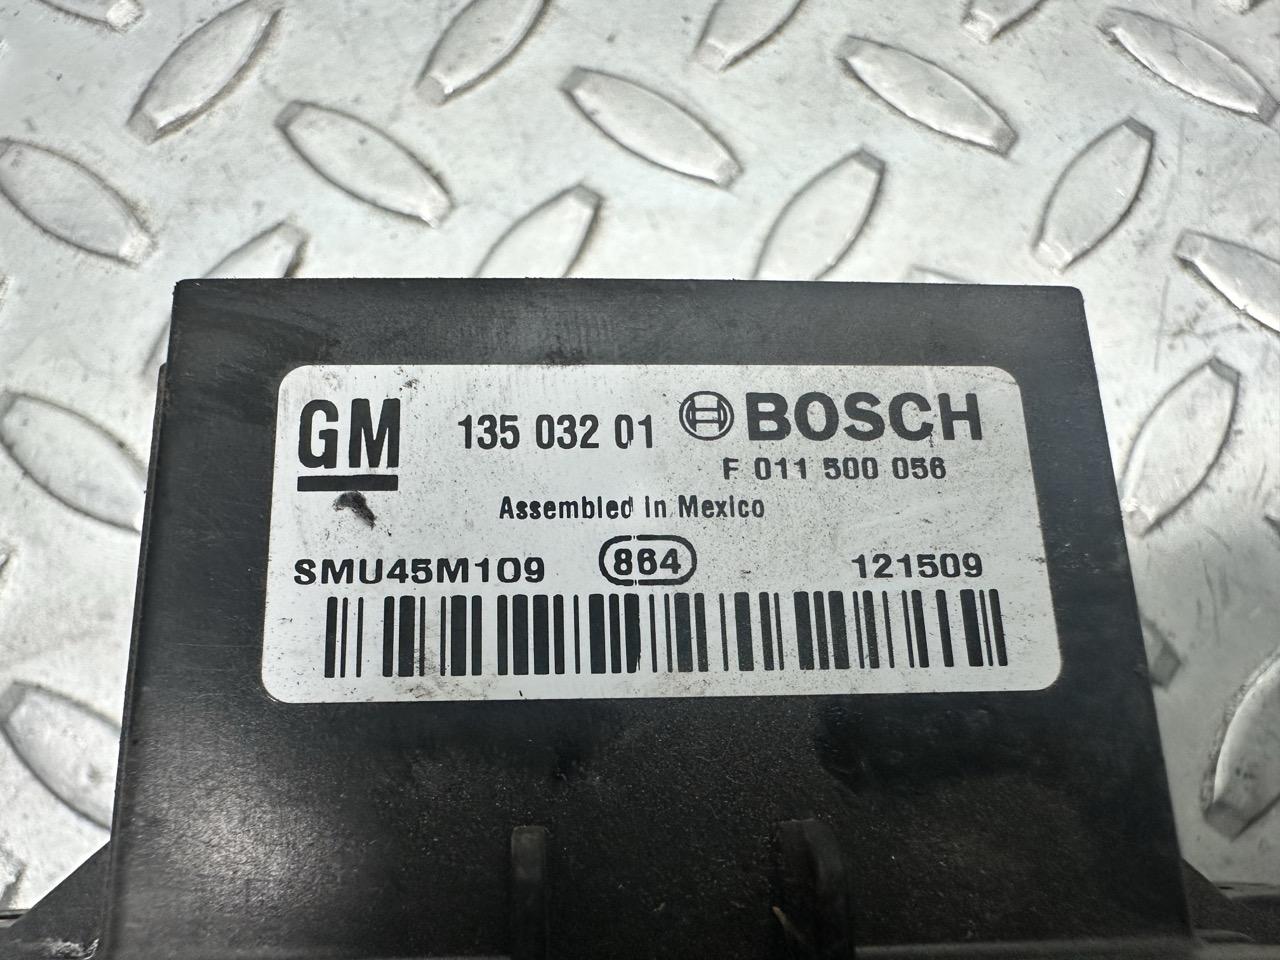 GM 135 032 01 BOSCH
F 011 500 056
Assembled in Mexico
SMU45M109 864 121509